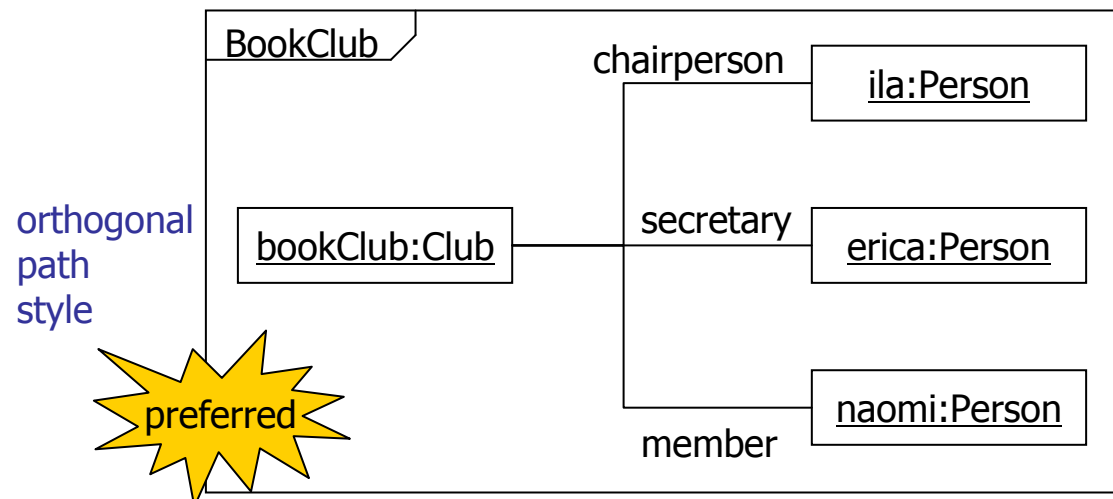 BookClub
chairperson
ila:Person
orthogonal
path
style
bookClub:Club
secretary
erica:Person
preferred
member
naomi:Person